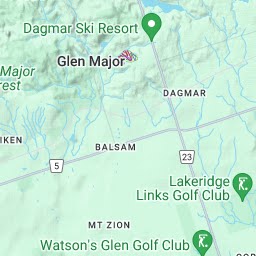 Dagmar Ski Resort
Glen Major
Major
rest
DAGMAR
IKEN
BALSAM
5
23
Lakeridge
Links Golf Club
MT ZION
Watson's Glen Golf Club